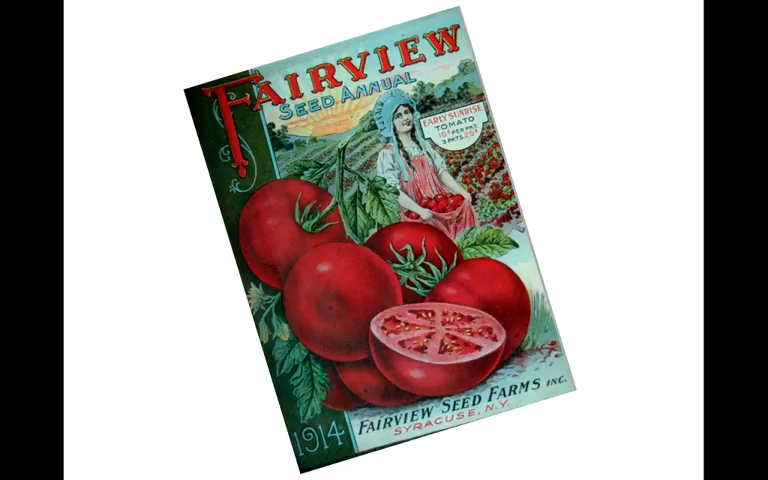 FAIRVIEW
SEED ANNUAL
EARLY SUNRISE
TOMATO
10¢ PER PKT.
3 PKTS. 25¢
FAIRVIEW SEED FARMS INC.
SYRACUSE, N.Y.
1914